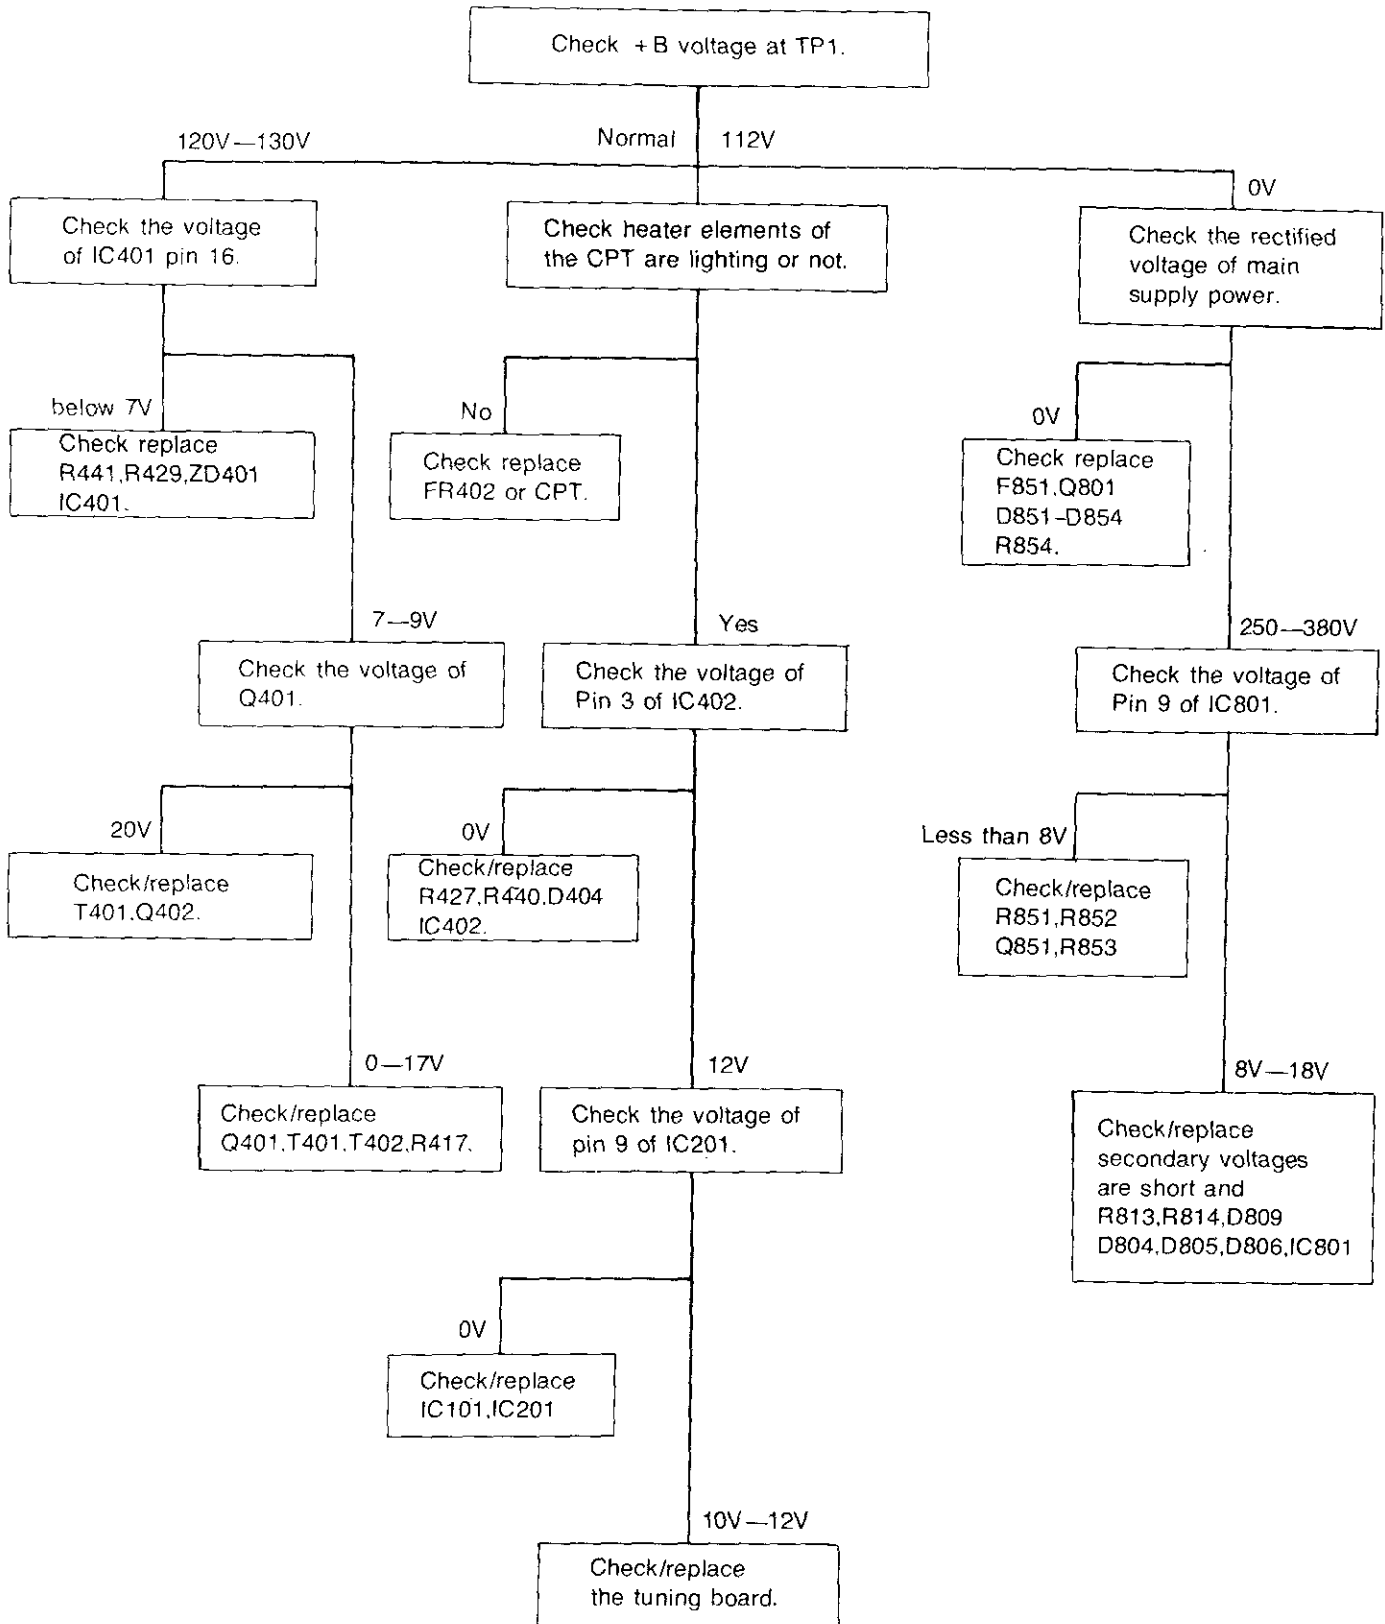 Check +B voltage at TP1.
120V—130V
Normal
112V
0V
Check the voltage
of IC401 pin 16.
Check heater elements of
the CPT are lighting or not.
Check the rectified
voltage of main
supply power.
below 7V
Check replace
R441,R429,ZD401
IC401.
No
Check replace
FR402 or CPT.
0V
Check replace
F851,Q801
D851-D854
R854.
7—9V
Check the voltage of
Q401.
Yes
Check the voltage of
Pin 3 of IC402.
250—380V
Check the voltage of
Pin 9 of IC801.
20V
Check/replace
T401,Q402.
0V
Check/replace
R427,R440,D404
IC402.
Less than 8V
Check/replace
R851,R852
Q851,R853
0—17V
Check/replace
Q401,T401,T402,R417.
12V
Check the voltage of
pin 9 of IC201.
8V—18V
Check/replace
secondary voltages
are short and
R813,R814,D809
D804,D805,D806,IC801
0V
Check/replace
IC101,IC201
10V—12V
Check/replace
the tuning board.